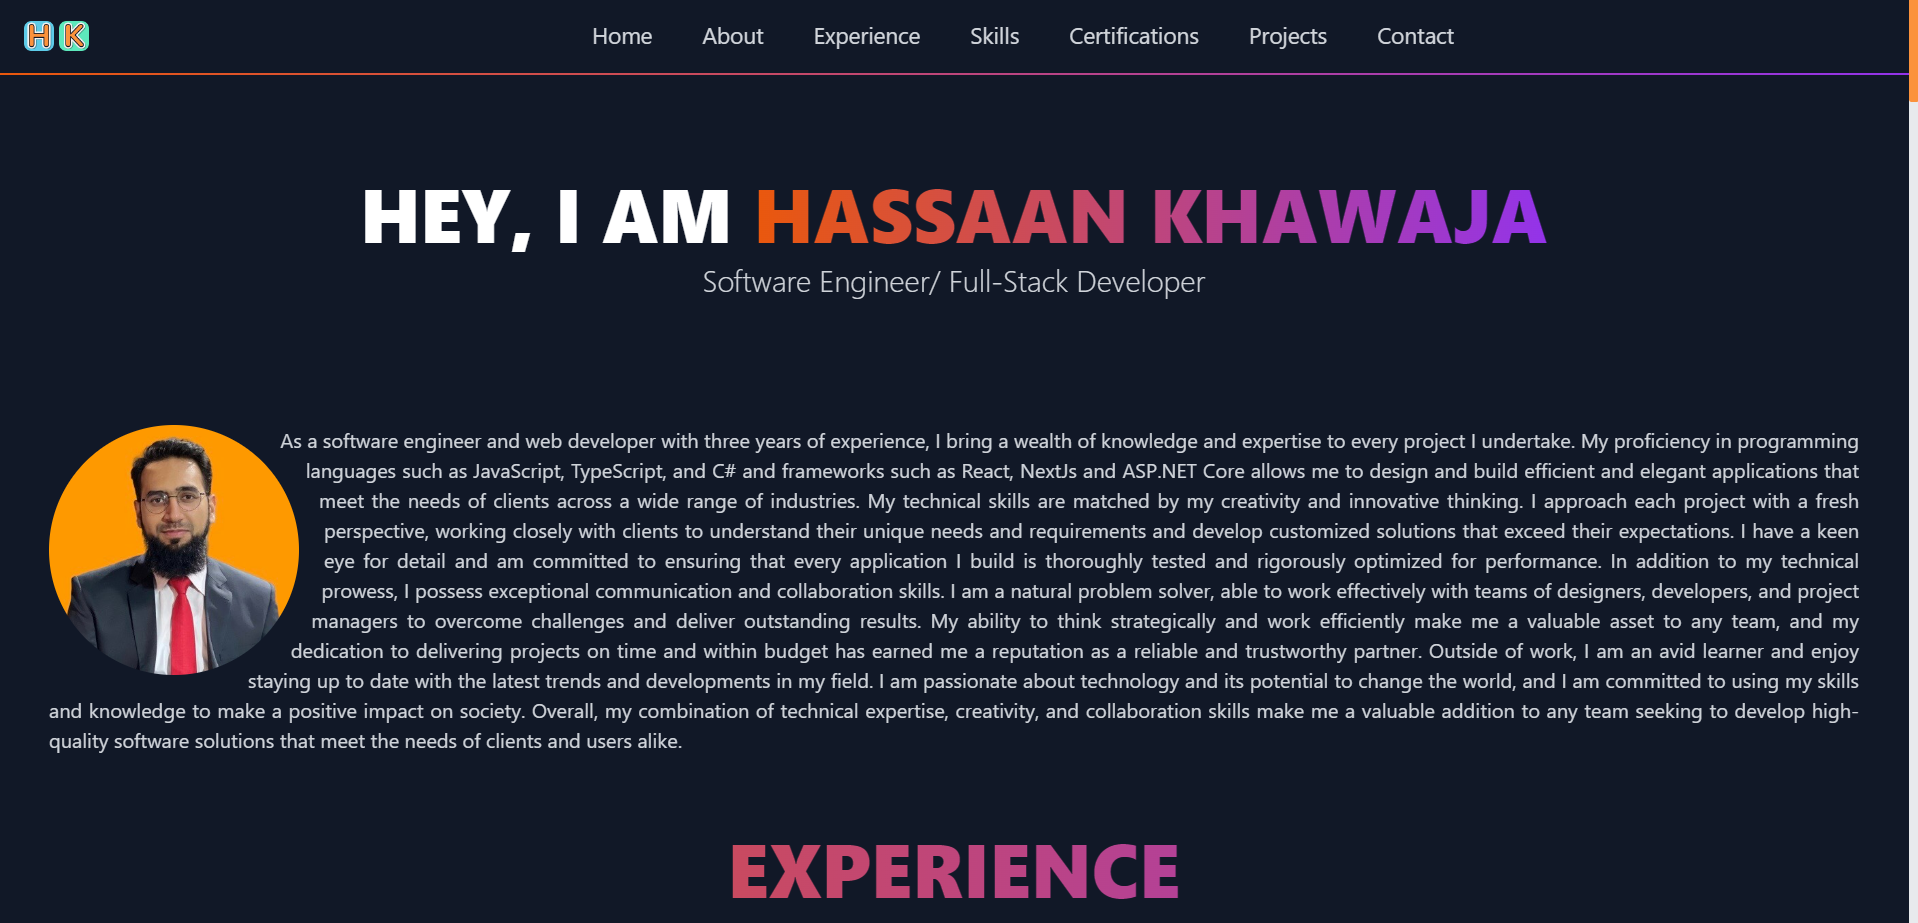 H K
Home About Experience Skills Certifications Projects Contact
HEY, I AM HASSAAN KHAWAJA
Software Engineer/ Full-Stack Developer
As a software engineer and web developer with three years of experience, I bring a wealth of knowledge and expertise to every project I undertake. My proficiency in programming
languages such as JavaScript, TypeScript, and C# and frameworks such as React, NextJs and ASP.NET Core allows me to design and build efficient and elegant applications that
meet the needs of clients across a wide range of industries. My technical skills are matched by my creativity and innovative thinking. I approach each project with a fresh
perspective, working closely with clients to understand their unique needs and requirements and develop customized solutions that exceed their expectations. I have a keen
eye for detail and am committed to ensuring that every application I build is thoroughly tested and rigorously optimized for performance. In addition to my technical
prowess, I possess exceptional communication and collaboration skills. I am a natural problem solver, able to work effectively with teams of designers, developers, and project
managers to overcome challenges and deliver outstanding results. My ability to think strategically and work efficiently make me a valuable asset to any team, and my
dedication to delivering projects on time and within budget has earned me a reputation as a reliable and trustworthy partner. Outside of work, I am an avid learner and enjoy
staying up to date with the latest trends and developments in my field. I am passionate about technology and its potential to change the world, and I am committed to using my skills
and knowledge to make a positive impact on society. Overall, my combination of technical expertise, creativity, and collaboration skills make me a valuable addition to any team seeking to develop high-
quality software solutions that meet the needs of clients and users alike.
EXPERIENCE